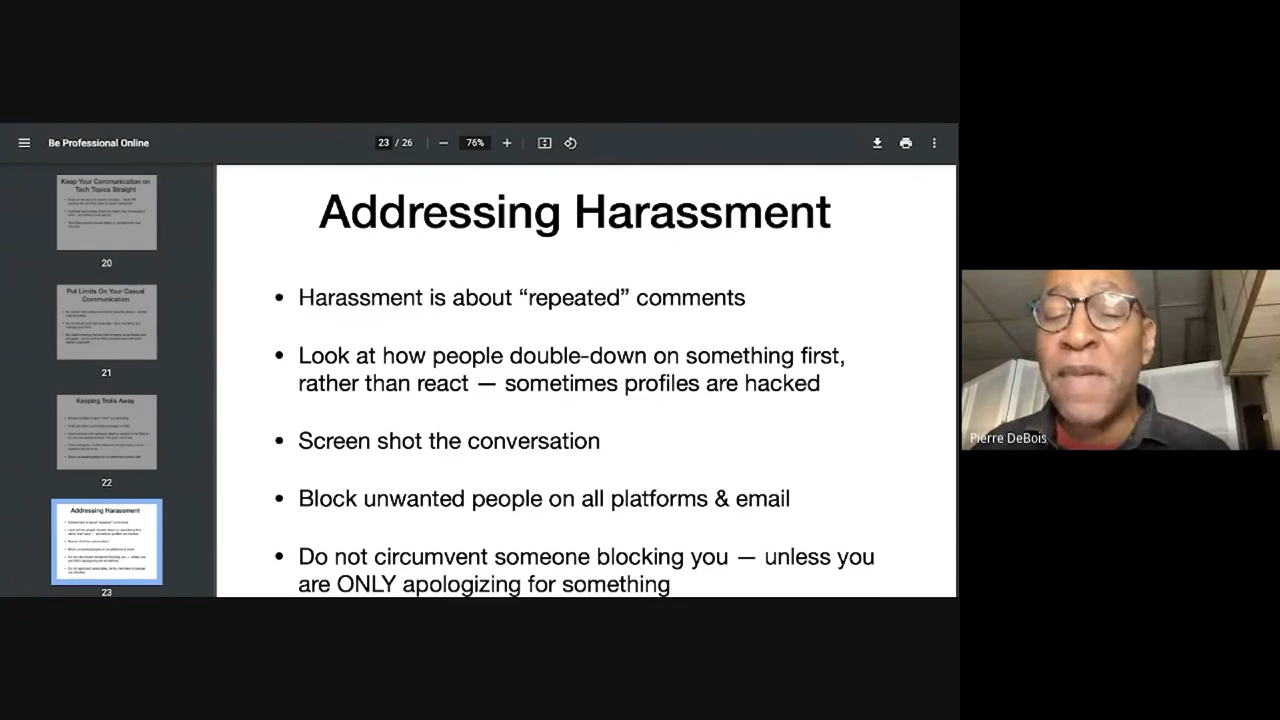 Be Professional Online
23 / 26
76%
Keep Your Communication on
Tech Topics Straight
20
Put Limits On Your Casual
Communication
21
Keeping Trolls Away
22
Addressing Harassment
23
Addressing Harassment
• Harassment is about “repeated” comments
• Look at how people double-down on something first,
rather than react — sometimes profiles are hacked
• Screen shot the conversation
• Block unwanted people on all platforms & email
• Do not circumvent someone blocking you — unless you
are ONLY apologizing for something
Pierre DeBois